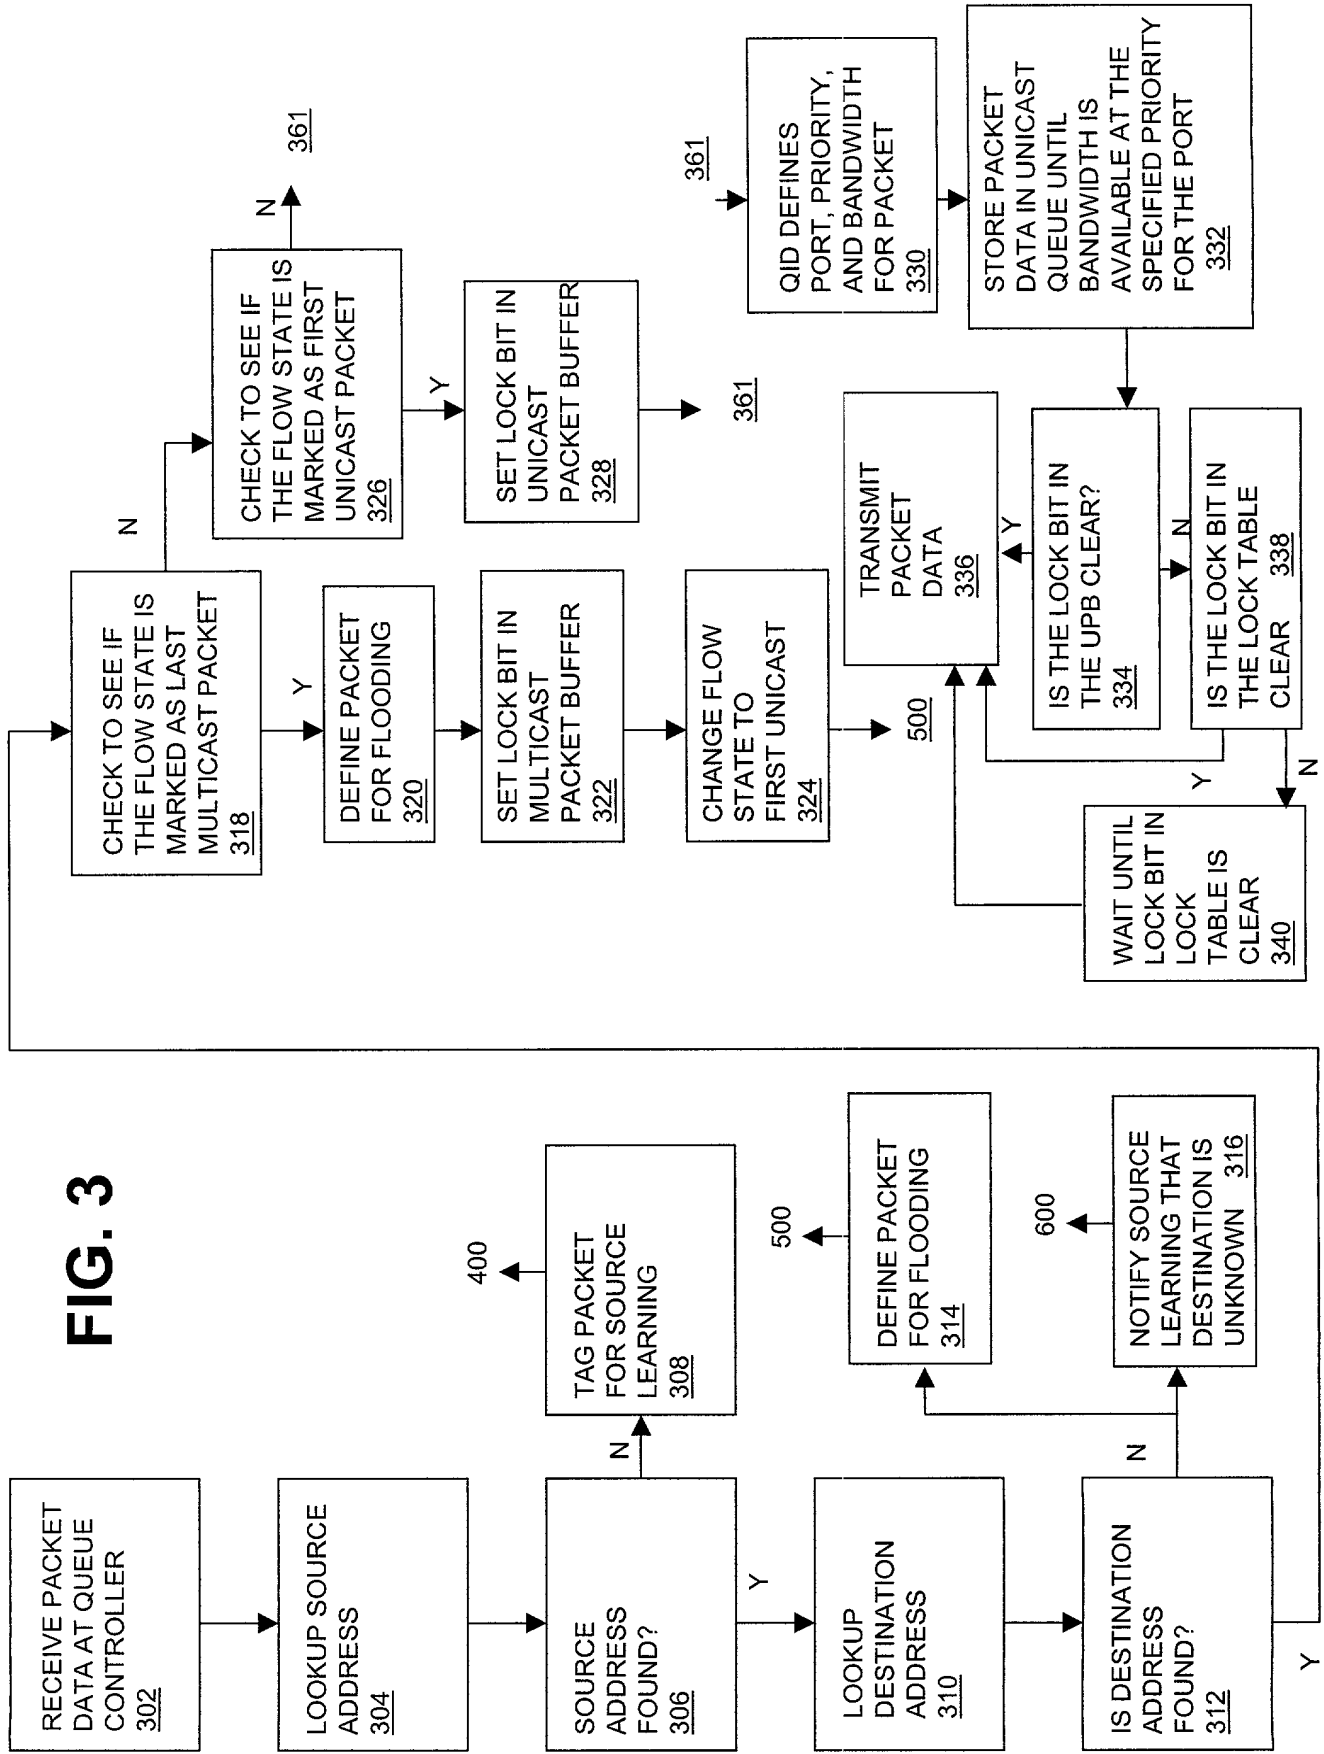 FIG. 3
RECEIVE PACKET
DATA AT QUEUE
CONTROLLER
302
LOOKUP SOURCE
ADDRESS
304
SOURCE
ADDRESS
FOUND?
306
N
TAG PACKET
FOR SOURCE
LEARNING
308
400
Y
LOOKUP
DESTINATION
ADDRESS
310
IS DESTINATION
ADDRESS
FOUND?
312
N
DEFINE PACKET
FOR FLOODING
314
500
NOTIFY SOURCE
LEARNING THAT
DESTINATION IS
UNKNOWN 316
600
Y
CHECK TO SEE IF
THE FLOW STATE IS
MARKED AS LAST
MULTICAST PACKET
318
N
Y
DEFINE PACKET
FOR FLOODING
320
SET LOCK BIT IN
MULTICAST
PACKET BUFFER
322
CHANGE FLOW
STATE TO
FIRST UNICAST
324
500
CHECK TO SEE IF
THE FLOW STATE IS
MARKED AS FIRST
UNICAST PACKET
326
N
361
Y
SET LOCK BIT IN
UNICAST
PACKET BUFFER
328
361
361
QID DEFINES
PORT, PRIORITY,
AND BANDWIDTH
FOR PACKET
330
STORE PACKET
DATA IN UNICAST
QUEUE UNTIL
BANDWIDTH IS
AVAILABLE AT THE
SPECIFIED PRIORITY
FOR THE PORT
332
TRANSMIT
PACKET
DATA
336
Y
IS THE LOCK BIT IN
THE UPB CLEAR?
334
N
IS THE LOCK BIT IN
THE LOCK TABLE
CLEAR 338
Y
N
WAIT UNTIL
LOCK BIT IN
LOCK
TABLE IS
CLEAR
340